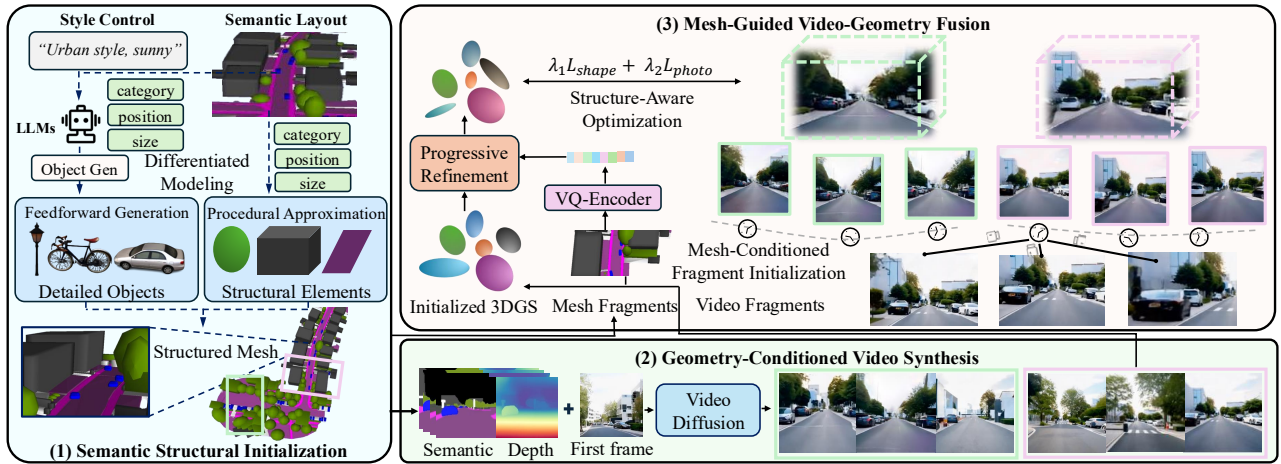 Style Control
Semantic Layout
“Urban style, sunny”
LLMs
category
position
size
Object Gen
Differentiated
Modeling
category
position
size
Feedforward Generation
Detailed Objects
Procedural Approximation
Structural Elements
Structured Mesh
(1) Semantic Structural Initialization
(3) Mesh-Guided Video-Geometry Fusion
λ₁L_shape + λ₂L_photo
Structure-Aware
Optimization
Progressive
Refinement
VQ-Encoder
Mesh-Conditioned
Fragment Initialization
Initialized 3DGS
Mesh Fragments
Video Fragments
(2) Geometry-Conditioned Video Synthesis
Semantic
Depth
First frame
Video
Diffusion